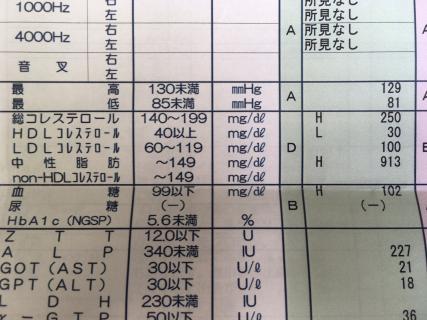 1000Hz 右 所見なし
左 所見なし
4000Hz 右 A 所見なし
左 所見なし
音叉 右
左
最高 130未満 mmHg A 129
最低 85未満 mmHg 81
総コレステロール 140~199 mg/dℓ H 250
HDLコレステロール 40以上 mg/dℓ L 30
LDLコレステロール 60~119 mg/dℓ D 100
中性脂肪 ~149 mg/dℓ H 913
non-HDLコレステロール ~149 mg/dℓ
血糖 99以下 mg/dℓ H 102
尿糖 (-) B (-)
HbA1c (NGSP) 5.6未満 %
ZTT 12.0以下 U
ALP 340未満 IU 227
GOT (AST) 30以下 U/ℓ 21
GPT (ALT) 30以下 U/ℓ 18
LDH 230未満 IU
γ-GTP 50以下 U/ℓ 36